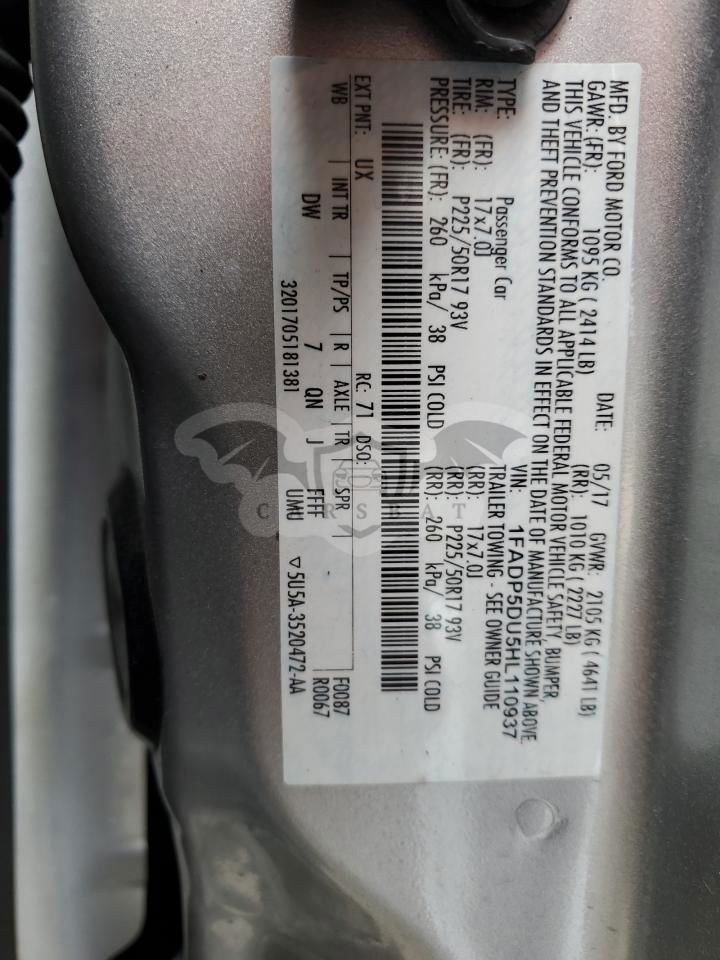 MFD. BY FORD MOTOR CO.
DATE: 05/17 GVWR: 2105 KG ( 4641 LB)
GAWR: (FR): 1095 KG ( 2414 LB) (RR): 1010 KG ( 2227 LB)
THIS VEHICLE CONFORMS TO ALL APPLICABLE FEDERAL MOTOR VEHICLE SAFETY, BUMPER,
AND THEFT PREVENTION STANDARDS IN EFFECT ON THE DATE OF MANUFACTURE SHOWN ABOVE.
VIN: 1FADP5DU5HL110937
TYPE: Passenger Car TRAILER TOWING - SEE OWNER GUIDE
RIM: (FR): 17x7.0J (RR): 17x7.0J
TIRE: (FR): P225/50R17 93V (RR): P225/50R17 93V
PRESSURE: (FR): 260 kPa/ 38 PSI COLD (RR): 260 kPa/ 38 PSI COLD
EXT PNT: UX RC: 71 DSO: F0087
WB | INT TR | TP/PS | R | AXLE | TR | SPR | R0067
DW 7 QN J FFFF
3201705181381 UMU ▽5U5A-3520472-AA
CARSBAT